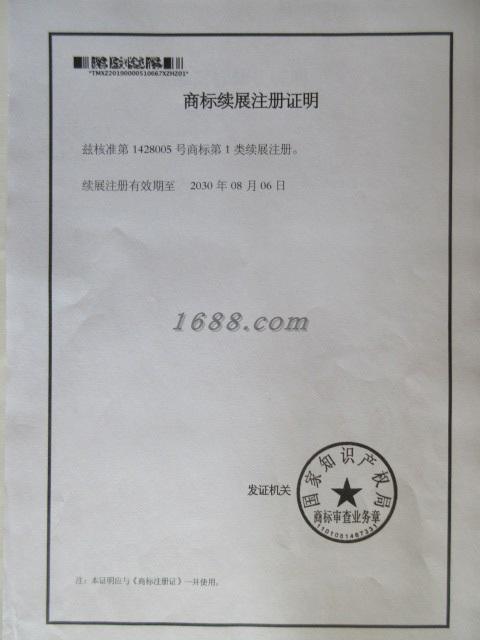 *TMXZ20190000510667XZHZ01*
商标续展注册证明
兹核准第 1428005 号商标第 1 类续展注册。
续展注册有效期至 2030 年 08 月 06 日
1688.com
国家知识产权局
发证机关
商标审查业务章
1101081467331
注：本证明应与《商标注册证》一并使用。